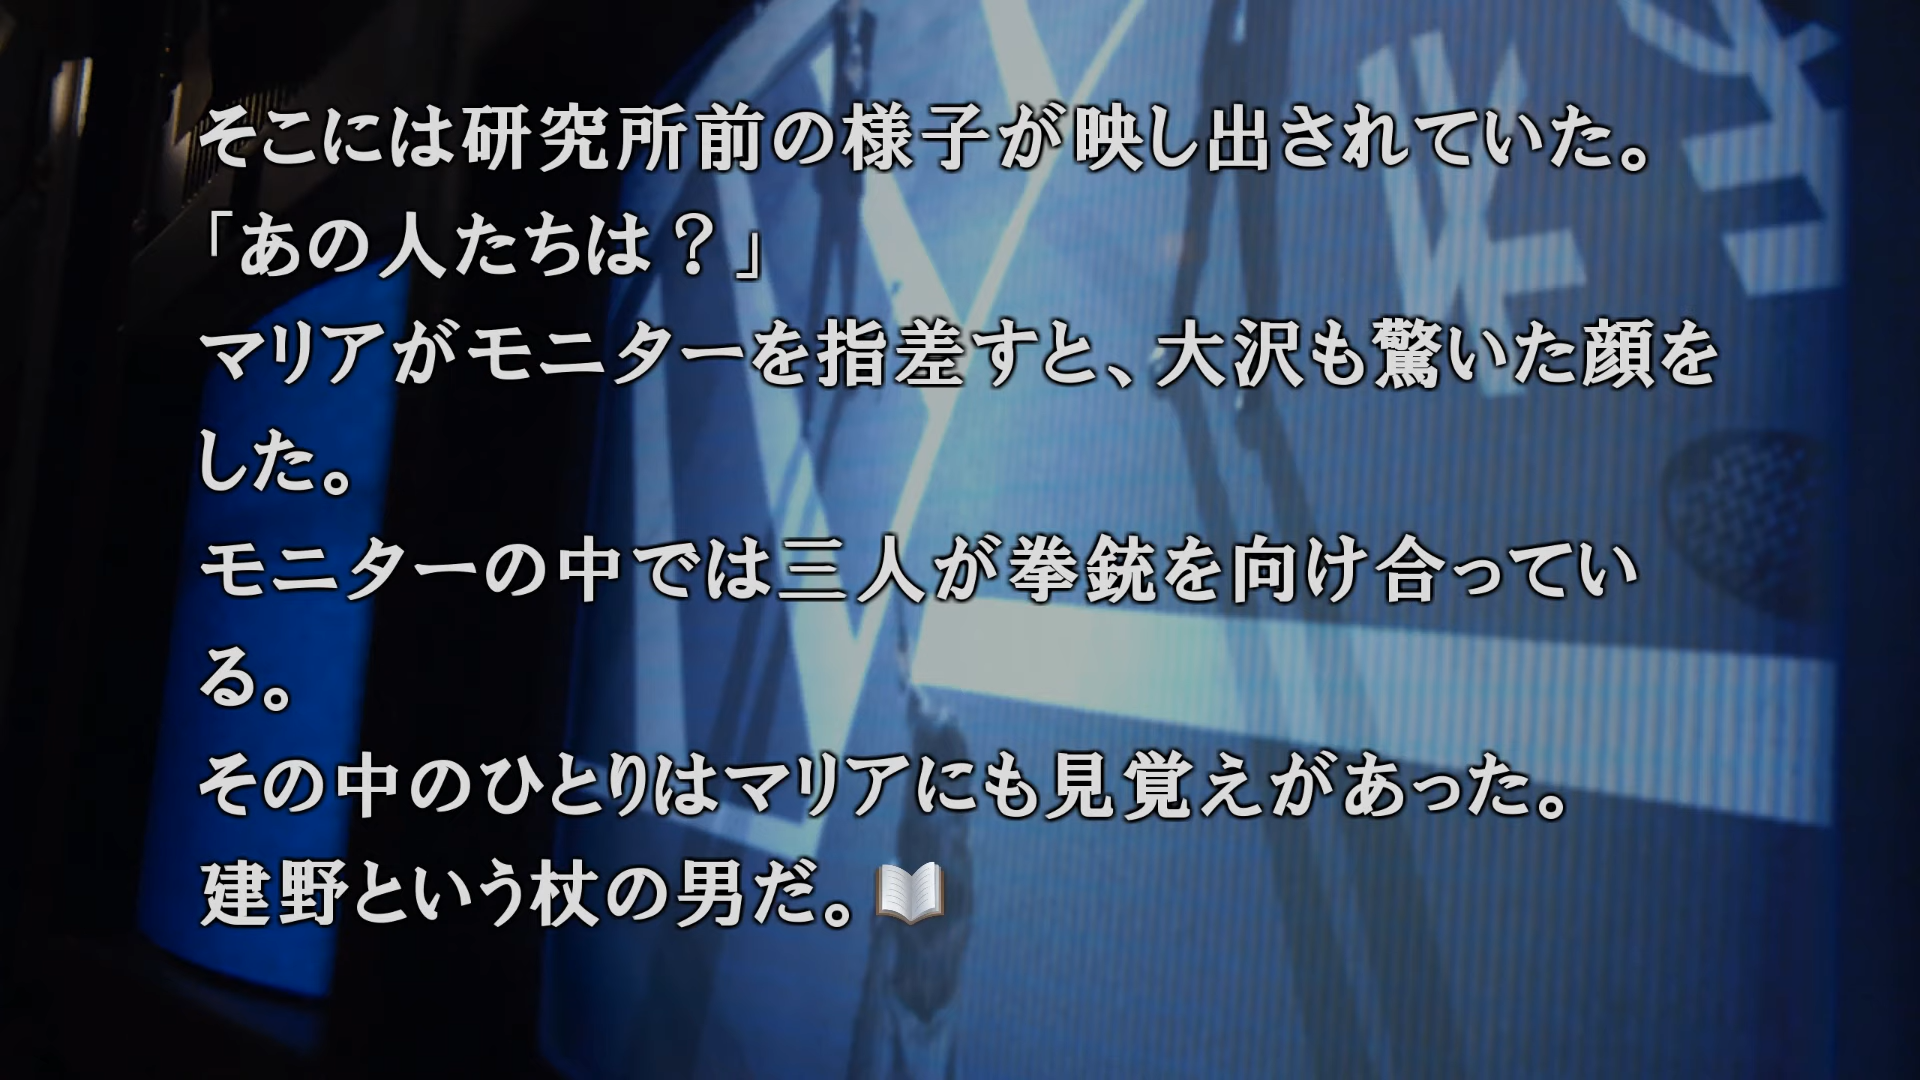 そこには研究所前の様子が映し出されていた。
「あの人たちは？」
マリアがモニターを指差すと、大沢も驚いた顔を
した。
モニターの中では三人が拳銃を向け合ってい
る。
その中のひとりはマリアにも見覚えがあった。
建野という杖の男だ。